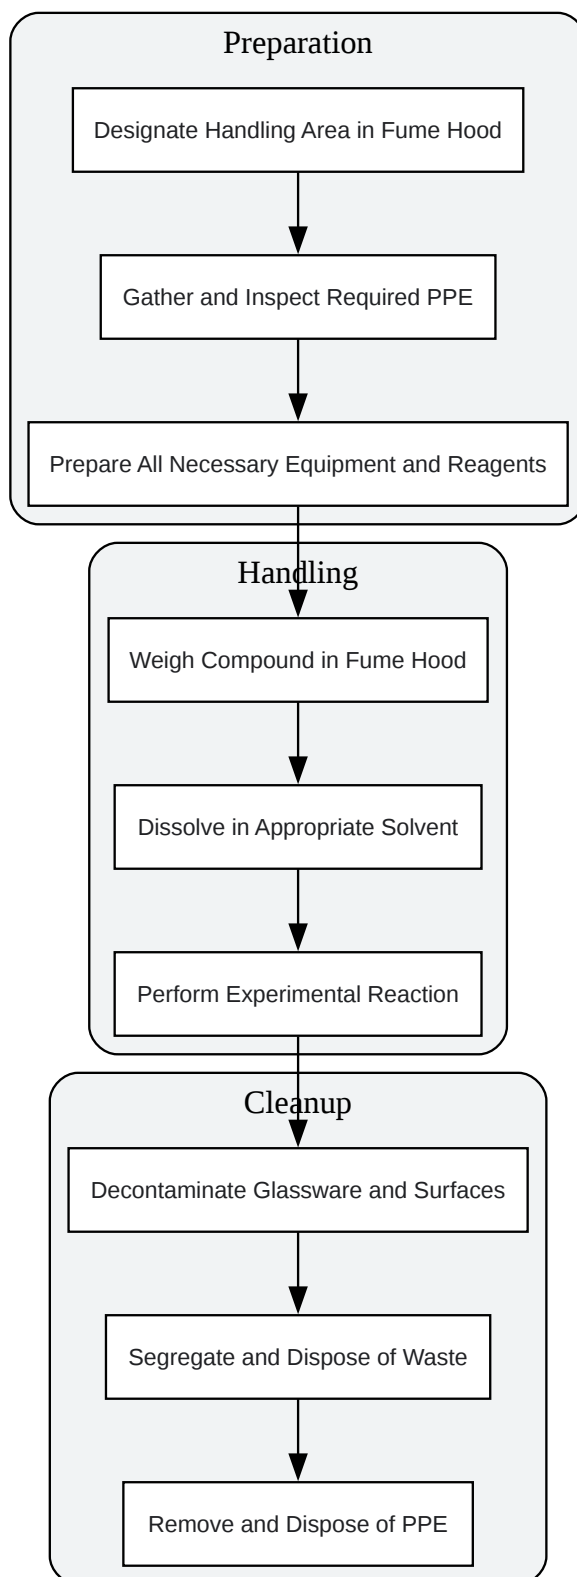 Preparation
Designate Handling Area in Fume Hood
Gather and Inspect Required PPE
Prepare All Necessary Equipment and Reagents
Handling
Weigh Compound in Fume Hood
Dissolve in Appropriate Solvent
Perform Experimental Reaction
Cleanup
Decontaminate Glassware and Surfaces
Segregate and Dispose of Waste
Remove and Dispose of PPE